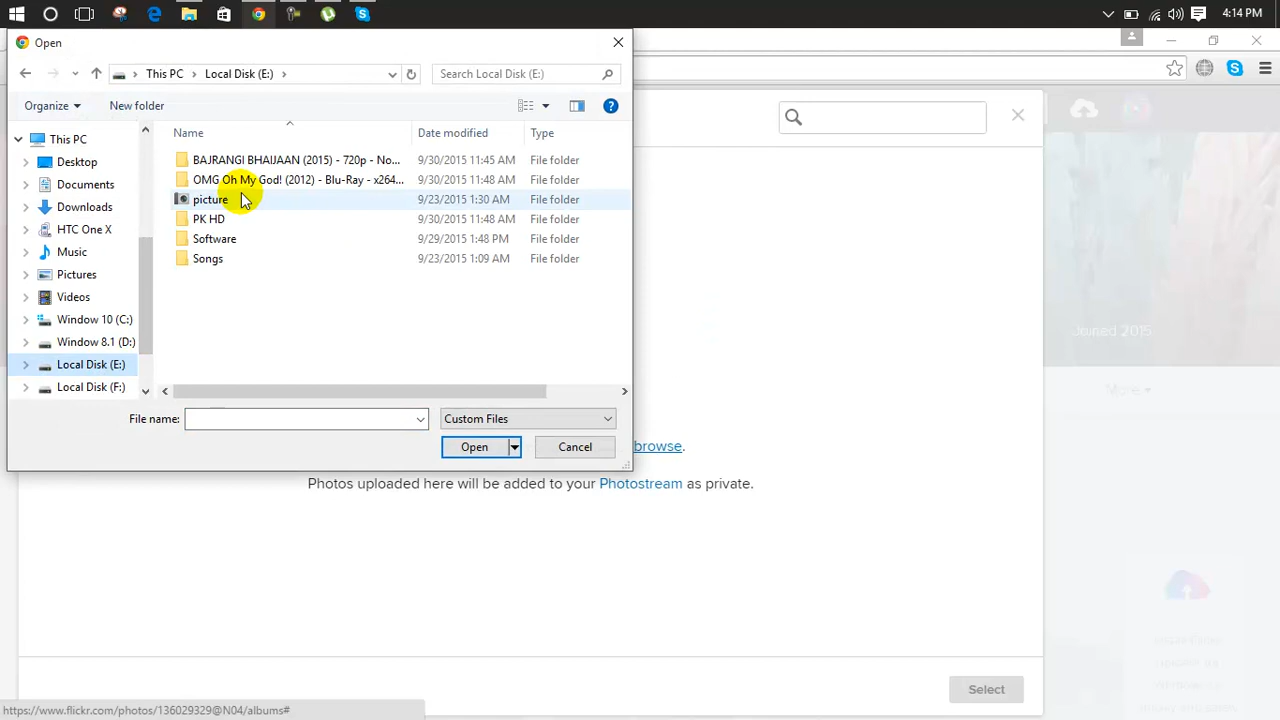 4:14 PM
Open
This PC
Local Disk (E:)
Search Local Disk (E:)
Organize
New folder
Name
Date modified
Type
This PC
Desktop
Documents
Downloads
HTC One X
Music
Pictures
Videos
Window 10 (C:)
Window 8.1 (D:)
Local Disk (E:)
Local Disk (F:)
BAJRANGI BHAIJAAN (2015) - 720p - No... 9/30/2015 11:45 AM File folder
OMG Oh My God! (2012) - Blu-Ray - x264... 9/30/2015 11:48 AM File folder
picture 9/23/2015 1:30 AM File folder
PK HD 9/30/2015 11:48 AM File folder
Software 9/29/2015 1:48 PM File folder
Songs 9/23/2015 1:09 AM File folder
File name:
Custom Files
Open
Cancel
browse.
Photos uploaded here will be added to your Photostream as private.
Joined 2015
More
Select
https://www.flickr.com/photos/136029329@N04/albums#